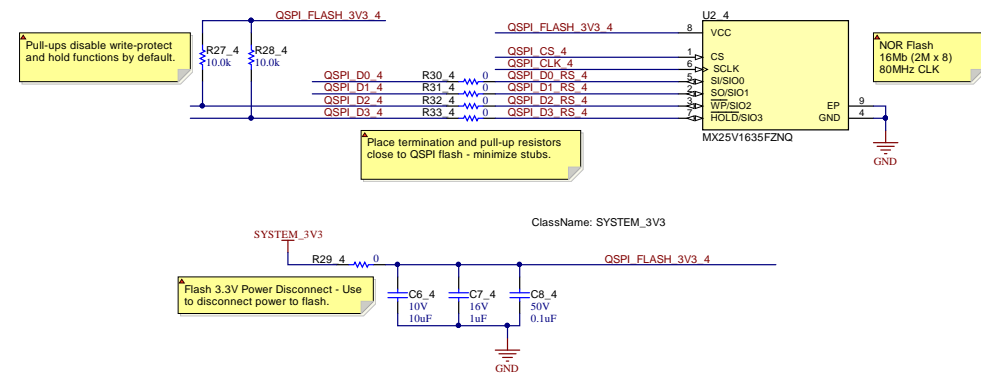 QSPI_FLASH_3V3_4
Pull-ups disable write-protect
and hold functions by default.
R27_4
10.0k
R28_4
10.0k
QSPI_FLASH_3V3_4
QSPI_CS_4
QSPI_CLK_4
QSPI_D0_4 R30_4 0 QSPI_D0_RS_4
QSPI_D1_4 R31_4 0 QSPI_D1_RS_4
QSPI_D2_4 R32_4 0 QSPI_D2_RS_4
QSPI_D3_4 R33_4 0 QSPI_D3_RS_4
U2_4
8 VCC
1 CS
6 SCLK
5 SI/SIO0
2 SO/SIO1
3 WP/SIO2
7 HOLD/SIO3
EP 9
GND 4
MX25V1635FZNQ
GND
NOR Flash
16Mb (2M x 8)
80MHz CLK
Place termination and pull-up resistors
close to QSPI flash - minimize stubs.
ClassName: SYSTEM_3V3
SYSTEM_3V3
R29_4 0
QSPI_FLASH_3V3_4
Flash 3.3V Power Disconnect - Use
to disconnect power to flash.
C6_4
10V
10uF
C7_4
16V
1uF
C8_4
50V
0.1uF
GND